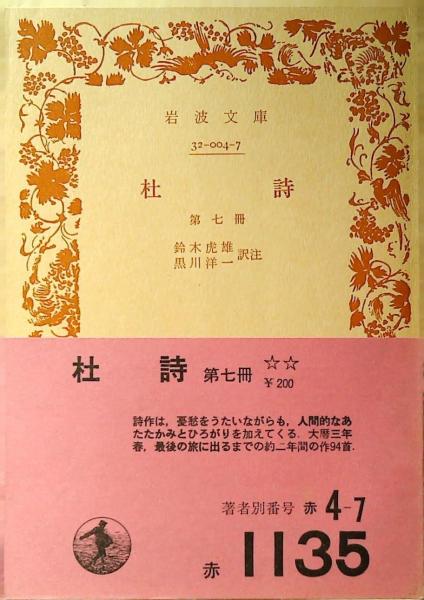 岩波文庫
32-004-7
杜 詩
第七冊
鈴木虎雄
黒川洋一 訳注
杜 詩 第七冊 ☆☆
¥200
詩作は，憂愁をうたいながらも，人間的なあ
たたかみとひろがりを加えてくる．大暦三年
春，最後の旅に出るまでの約二年間の作94首．
著者別番号 赤 4-7
赤 1135